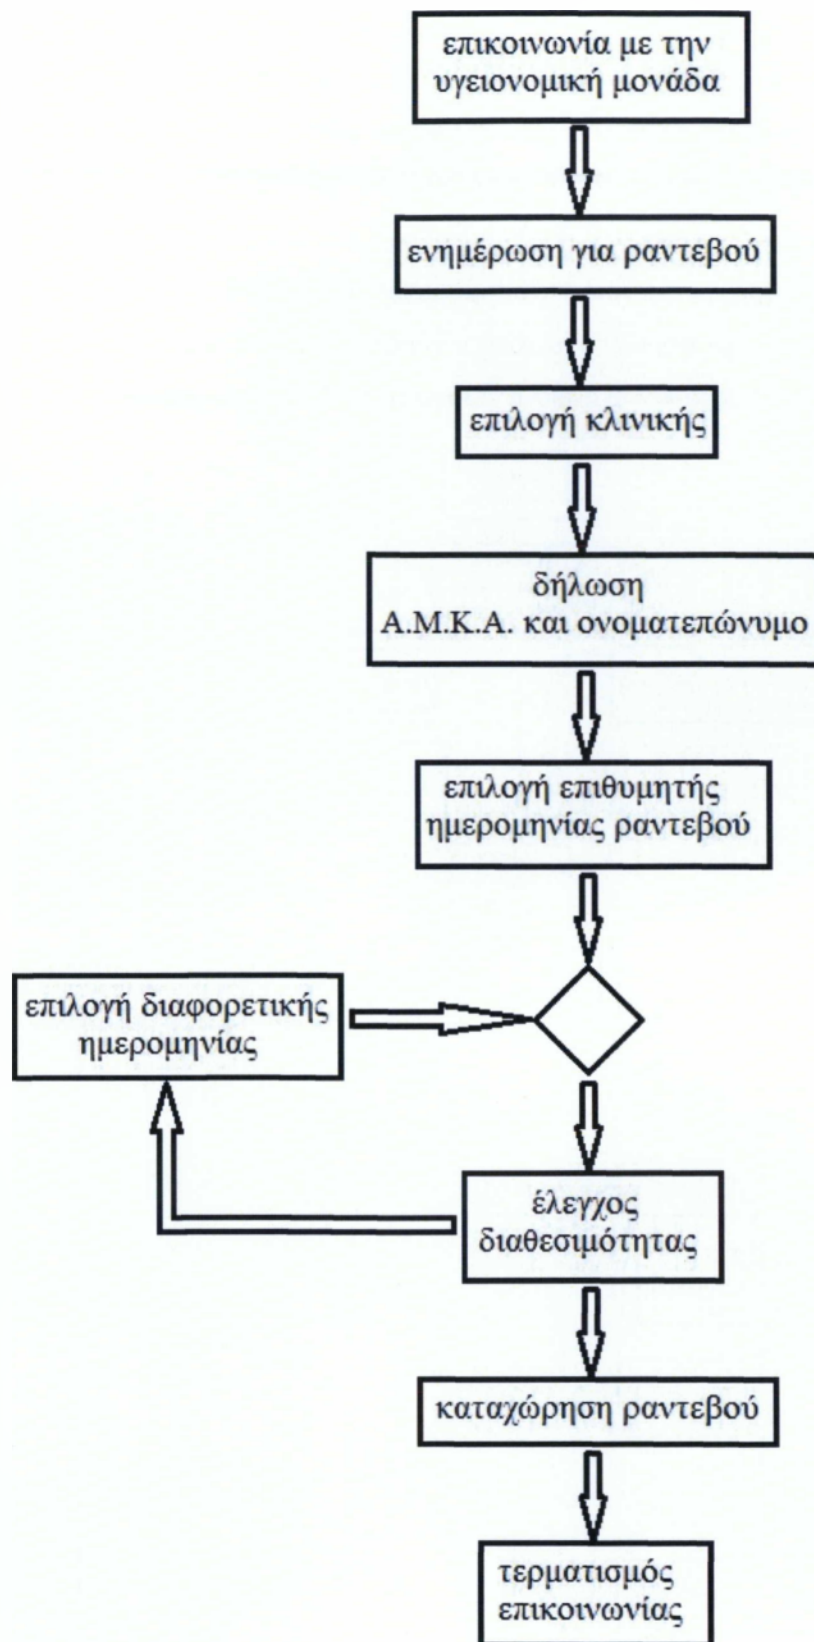 επικοινωνία με την
υγειονομική μονάδα
ενημέρωση για ραντεβού
επιλογή κλινικής
δήλωση
Α.Μ.Κ.Α. και ονοματεπώνυμο
επιλογή επιθυμητής
ημερομηνίας ραντεβού
επιλογή διαφορετικής
ημερομηνίας
έλεγχος
διαθεσιμότητας
καταχώρηση ραντεβού
τερματισμός
επικοινωνίας